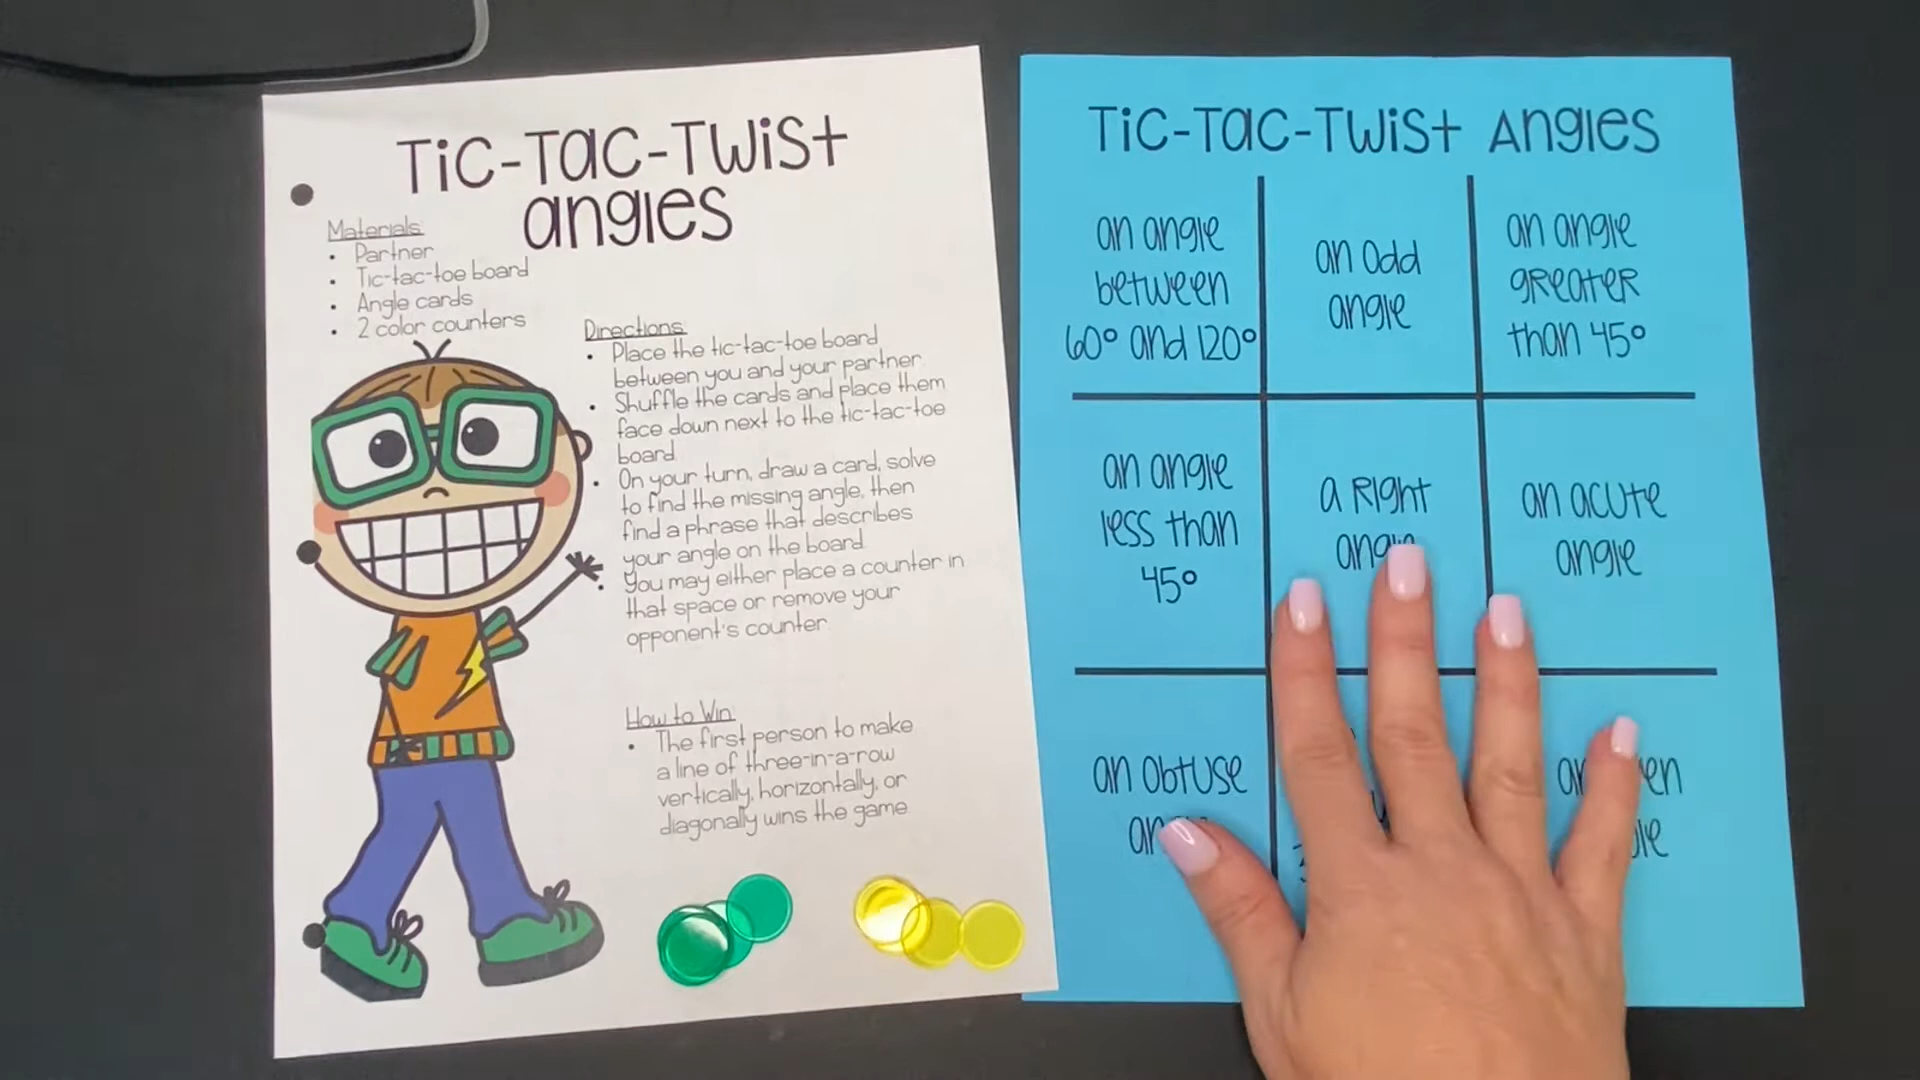 Tic-Tac-Twist
angles
Materials:
• Partner
• Tic-tac-toe board
• Angle cards
• 2 color counters
Directions:
• Place the tic-tac-toe board
between you and your partner.
• Shuffle the cards and place them
face down next to the tic-tac-toe
board.
• On your turn, draw a card, solve
to find the missing angle, then
find a phrase that describes
your angle on the board.
• You may either place a counter in
that space or remove your
opponent's counter.
How to Win:
• The first person to make
a line of three-in-a-row
vertically, horizontally, or
diagonally wins the game.
Tic-Tac-Twist Angles
an angle
between
60° and 120°
an odd
angle
an angle
greater
than 45°
an angle
less than
45°
a right
an acute
angle
an obtuse